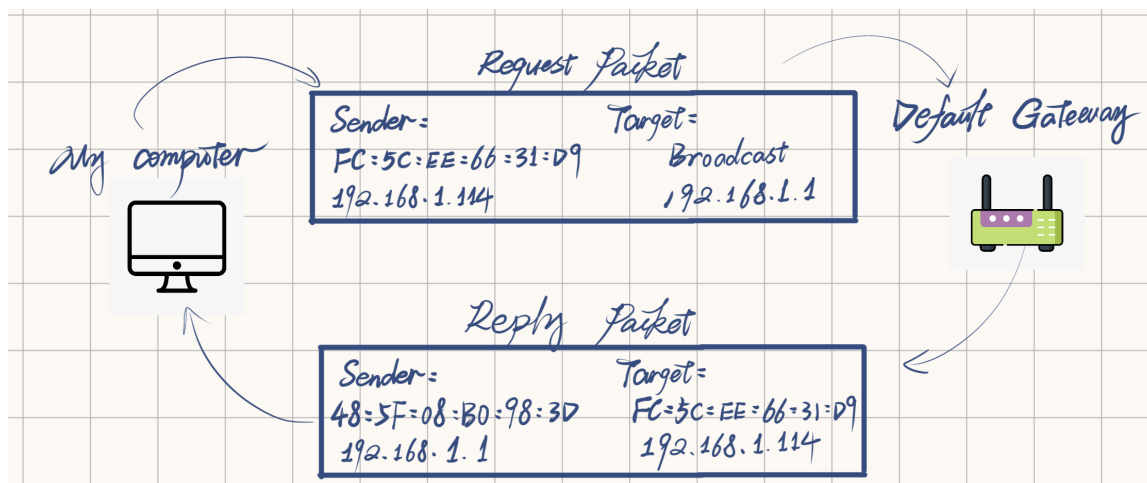 Request Packet
My computer
Default Gateway
Sender:
FC:5C:EE:66:31:D9
192.168.1.114
Target:
Broadcast
192.168.1.1
Reply Packet
Sender:
48:5F:08:B0:98:3D
192.168.1.1
Target:
FC:5C:EE:66:31:D9
192.168.1.114